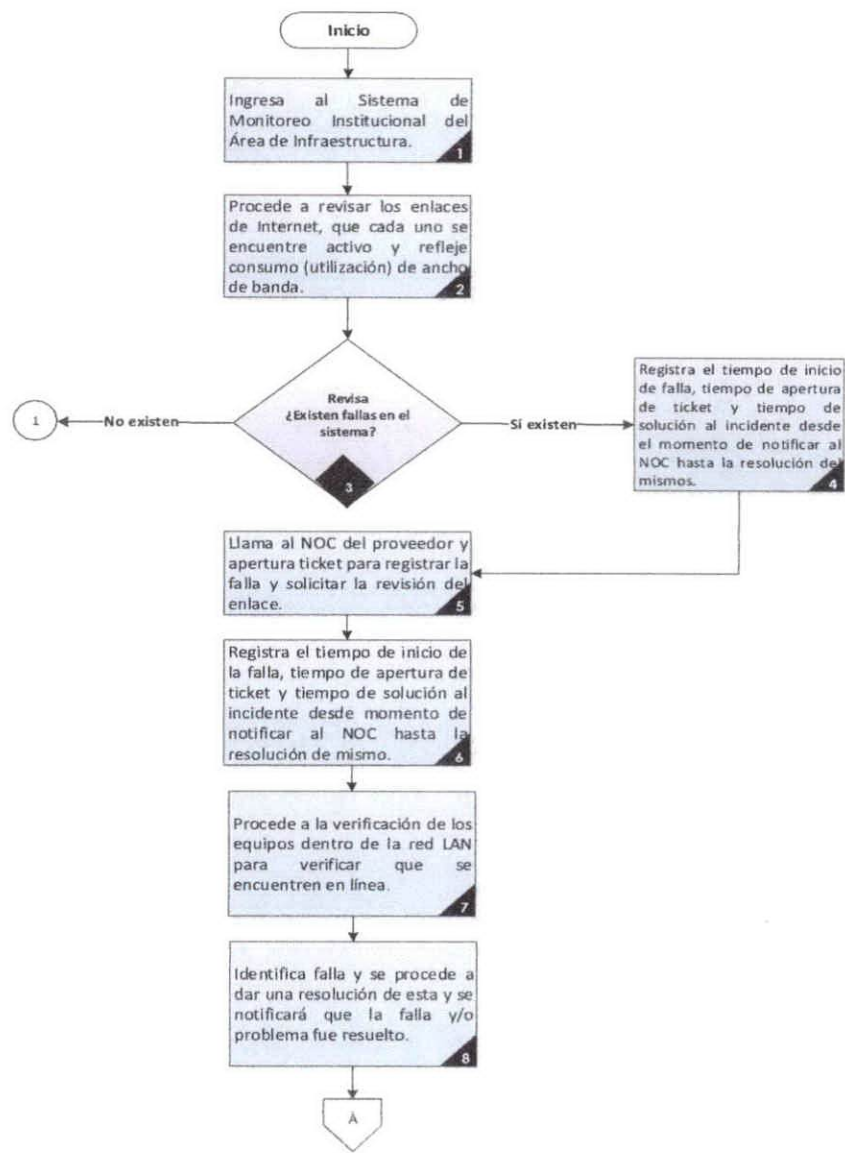 Inicio
Ingresa al Sistema de
Monitoreo Institucional del
Área de Infraestructura.
1
Procede a revisar los enlaces
de Internet, que cada uno se
encuentre activo y refleje
consumo (utilización) de ancho
de banda.
2
Revisa
¿Existen fallas en el
sistema?
3
No existen
1
Sí existen
Registra el tiempo de inicio
de falla, tiempo de apertura
de ticket y tiempo de
solución al incidente desde
el momento de notificar al
NOC hasta la resolución del
mismos.
4
Llama al NOC del proveedor y
apertura ticket para registrar la
falla y solicitar la revisión del
enlace.
5
Registra el tiempo de inicio de
la falla, tiempo de apertura de
ticket y tiempo de solución al
incidente desde momento de
notificar al NOC hasta la
resolución de mismo.
6
Procede a la verificación de los
equipos dentro de la red LAN
para verificar que se
encuentren en línea.
7
Identifica falla y se procede a
dar una resolución de esta y se
notificará que la falla y/o
problema fue resuelto.
8
A